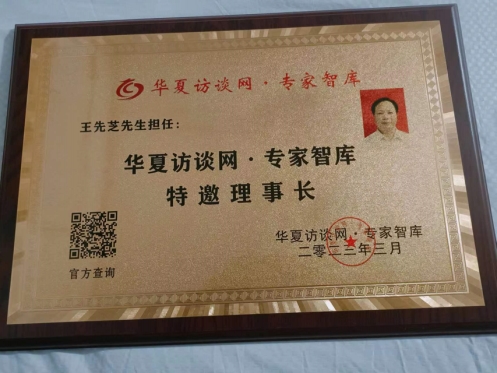 华夏访谈网·专家智库
王先芝先生担任:
华夏访谈网·专家智库
特邀理事长
华夏访谈网·专家智库
二零二三年三月
官方查询